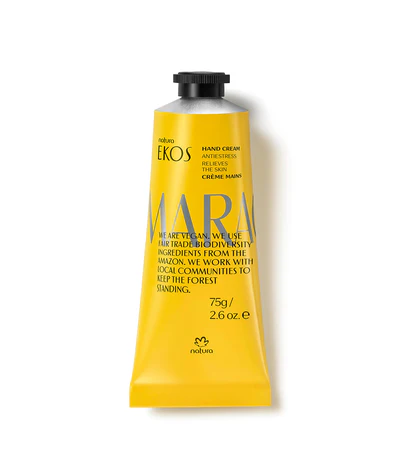 natura
EKOS
HAND CREAM
ANTIESTRESS
RELIEVES
THE SKIN
CRÈME MAINS
MARA
WE ARE VEGAN. WE USE
FAIR TRADE BIODIVERSITY
INGREDIENTS FROM THE
AMAZON. WE WORK WITH
LOCAL COMMUNITIES TO
KEEP THE FOREST
STANDING.
75g/
2.6 oz. e
natura